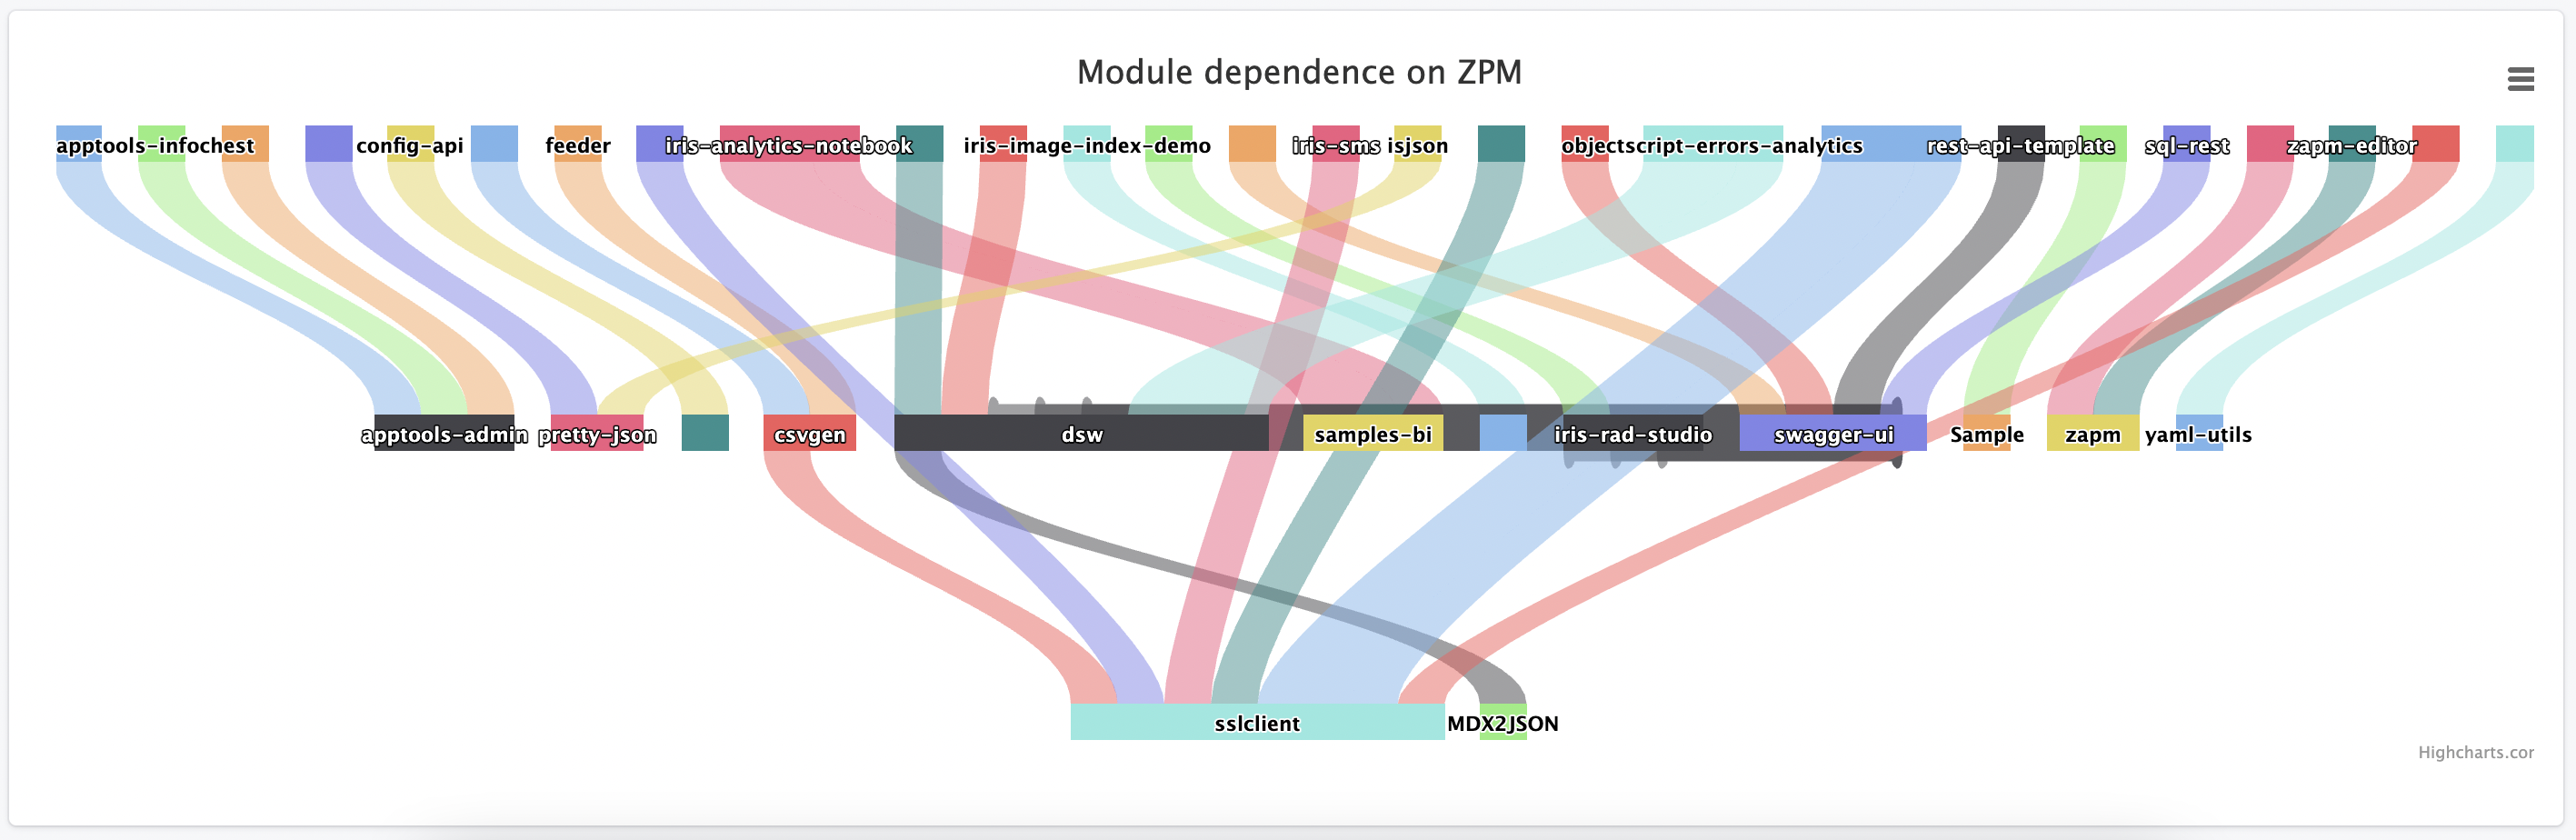 Module dependence on ZPM
apptools-infochest config-api feeder iris-analytics-notebook iris-image-index-demo iris-sms isjson objectscript-errors-analytics rest-api-template sql-rest zapm-editor
apptools-admin pretty-json csvgen dsw samples-bi iris-rad-studio swagger-ui Sample zapm yaml-utils
sslclient MDX2JSON
Highcharts.cor